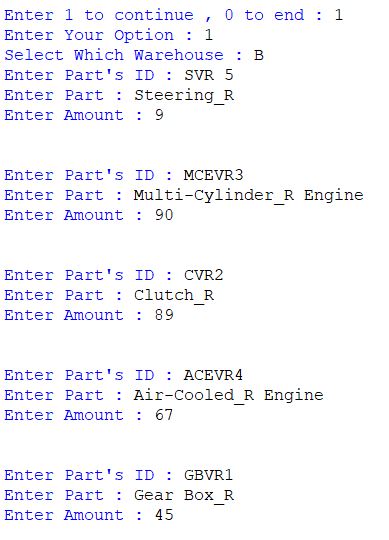 Enter 1 to continue , 0 to end : 1
Enter Your Option : 1
Select Which Warehouse : B
Enter Part's ID : SVR 5
Enter Part : Steering_R
Enter Amount : 9
Enter Part's ID : MCEVR3
Enter Part : Multi-Cylinder_R Engine
Enter Amount : 90
Enter Part's ID : CVR2
Enter Part : Clutch_R
Enter Amount : 89
Enter Part's ID : ACEVR4
Enter Part : Air-Cooled_R Engine
Enter Amount : 67
Enter Part's ID : GBVR1
Enter Part : Gear Box_R
Enter Amount : 45